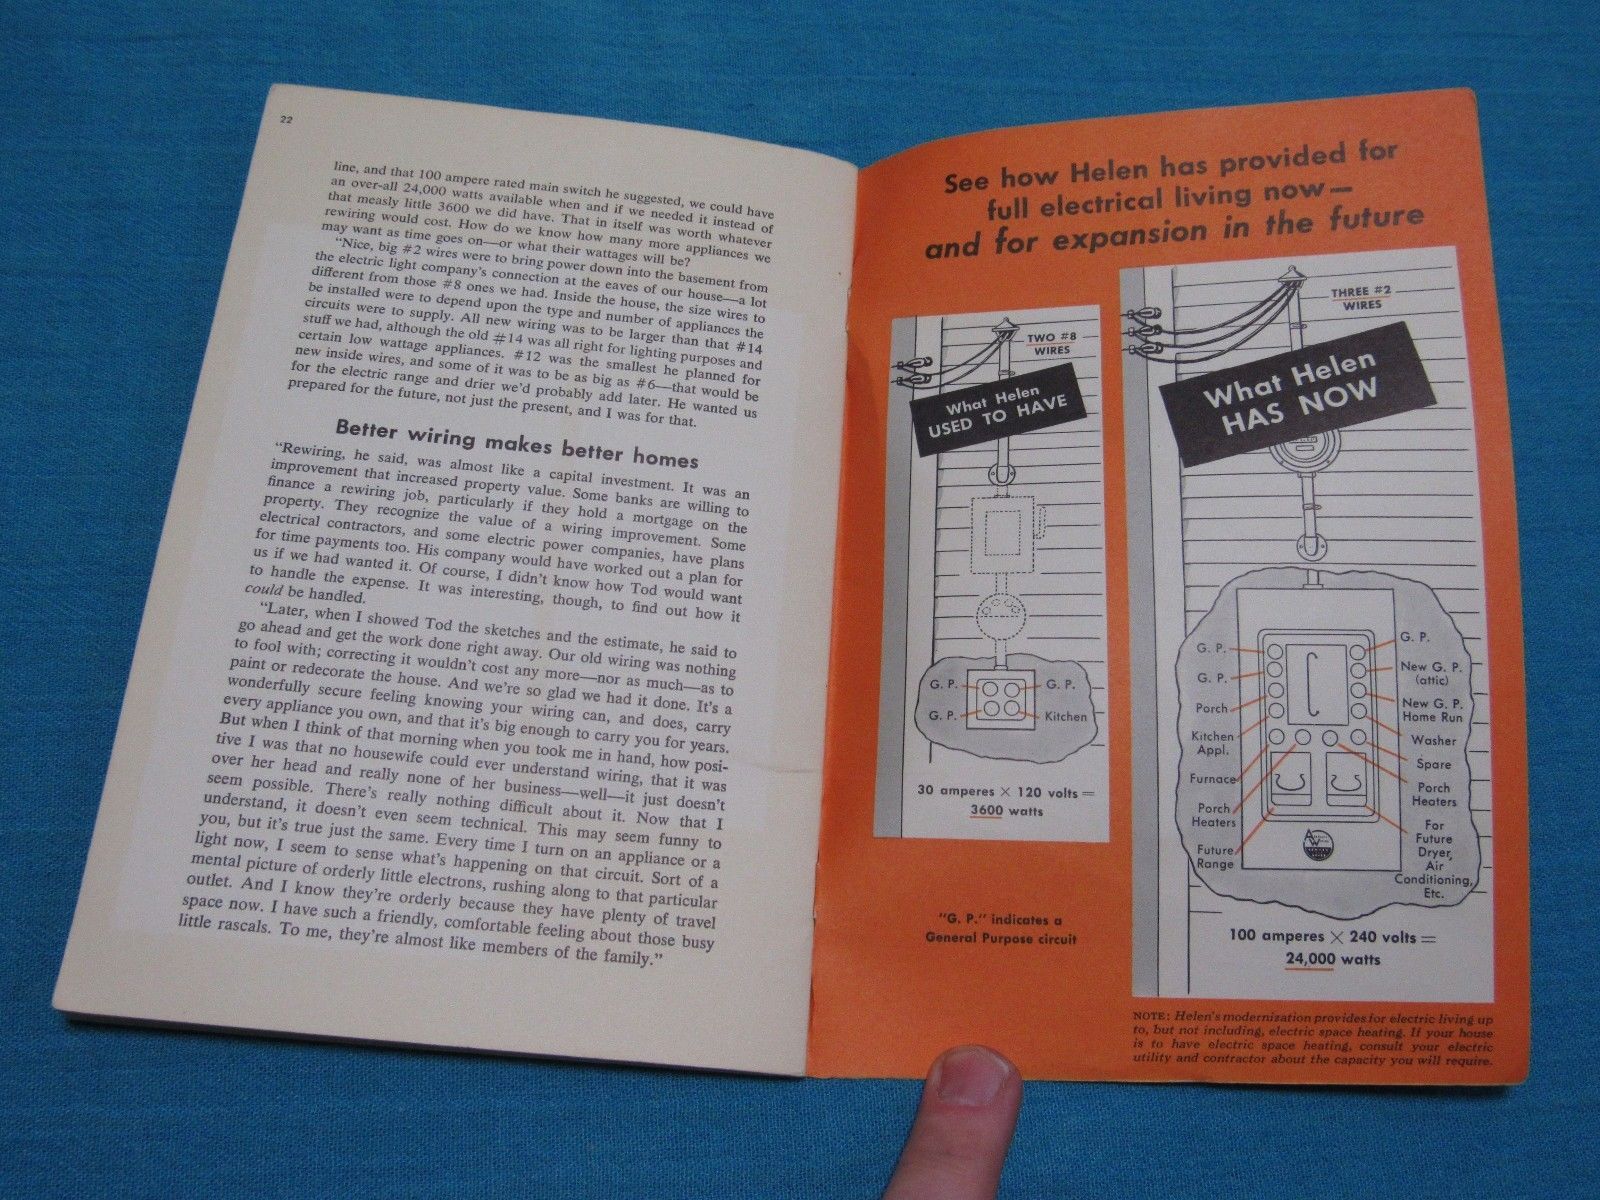 22
line, and that 100 ampere rated main switch he suggested, we could have
an over-all 24,000 watts available when and if we needed it instead of
that measly little 3600 we did have. That in itself was worth whatever
rewiring would cost. How do we know how many more appliances we
may want as time goes on—or what their wattages will be?
"Nice, big #2 wires were to bring power down into the basement from
the electric light company's connection at the eaves of our house—a lot
different from those #8 ones we had. Inside the house, the size wires to
be installed were to depend upon the type and number of appliances the
circuits were to supply. All new wiring was to be larger than that #14
stuff we had, although the old #14 was all right for lighting purposes and
certain low wattage appliances. #12 was the smallest he planned for
new inside wires, and some of it was to be as big as #6—that would be
for the electric range and drier we'd probably add later. He wanted us
prepared for the future, not just the present, and I was for that.
Better wiring makes better homes
"Rewiring, he said, was almost like a capital investment. It was an
improvement that increased property value. Some banks are willing to
finance a rewiring job, particularly if they hold a mortgage on the
property. They recognize the value of a wiring improvement. Some
electrical contractors, and some electric power companies, have plans
for time payments too. His company would have worked out a plan for
us if we had wanted it. Of course, I didn't know how Tod would want
to handle the expense. It was interesting, though, to find out how it
could be handled.
"Later, when I showed Tod the sketches and the estimate, he said to
go ahead and get the work done right away. Our old wiring was nothing
to fool with; correcting it wouldn't cost any more—nor as much—as to
paint or redecorate the house. And we're so glad we had it done. It's a
wonderfully secure feeling knowing your wiring can, and does, carry
every appliance you own, and that it's big enough to carry you for years.
But when I think of that morning when you took me in hand, how posi-
tive I was that no housewife could ever understand wiring, that it was
over her head and really none of her business—well—it just doesn't
seem possible. There's really nothing difficult about it. Now that I
understand, it doesn't even seem technical. This may seem funny to
you, but it's true just the same. Every time I turn on an appliance or a
light now, I seem to sense what's happening on that circuit. Sort of a
mental picture of orderly little electrons, rushing along to that particular
outlet. And I know they're orderly because they have plenty of travel
space now. I have such a friendly, comfortable feeling about those busy
little rascals. To me, they're almost like members of the family."
See how Helen has provided for
full electrical living now—
and for expansion in the future
TWO #8
WIRES
What Helen
USED TO HAVE
G. P.
G. P.
G. P.
Kitchen
30 amperes × 120 volts =
3600 watts
"G. P." indicates a
General Purpose circuit
THREE #2
WIRES
What Helen
HAS NOW
G. P.
G. P.
Porch
Kitchen
Appl.
Furnace
Porch
Heaters
Future
Range
G. P.
New G. P.
(attic)
New G. P.
Home Run
Washer
Spare
Porch
Heaters
For
Future
Dryer,
Air
Conditioning,
Etc.
100 amperes × 240 volts =
24,000 watts
NOTE: Helen's modernization provides for electric living up
to, but not including, electric space heating. If your house
is to have electric space heating, consult your electric
utility and contractor about the capacity you will require.